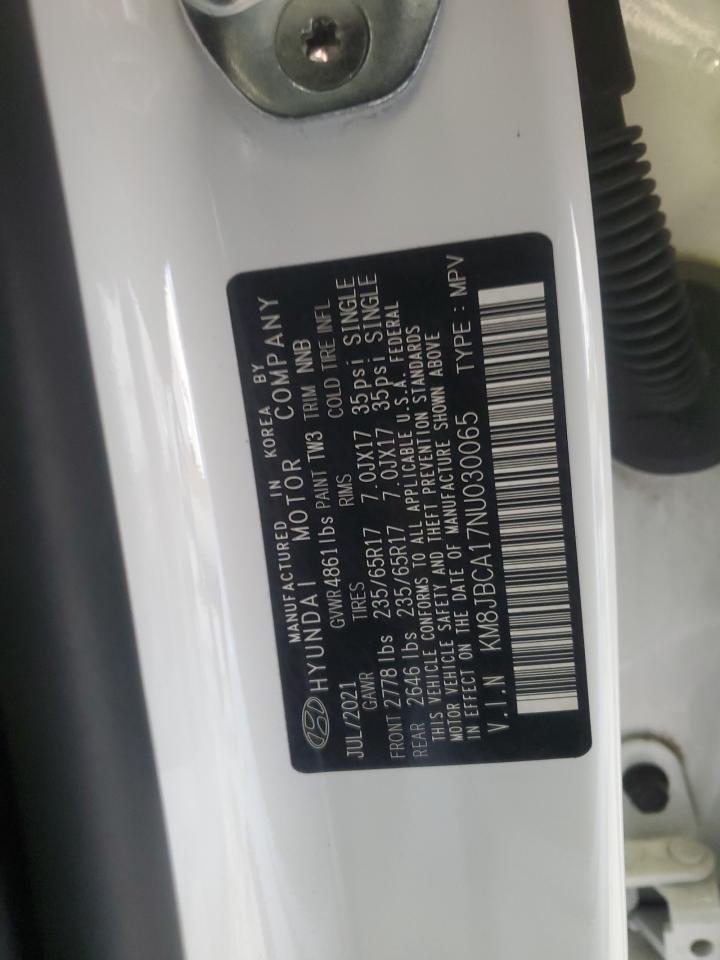 MANUFACTURED IN KOREA BY
HYUNDAI MOTOR COMPANY
JUL/2021 GVWR 4861 lbs PAINT TW3 TRIM NNB
GAWR TIRES RIMS COLD TIRE INFL
FRONT 2778 lbs 235/65R17 7.0JX17 35psi SINGLE
REAR 2646 lbs 235/65R17 7.0JX17 35psi SINGLE
THIS VEHICLE CONFORMS TO ALL APPLICABLE U.S.A. FEDERAL
MOTOR VEHICLE SAFETY AND THEFT PREVENTION STANDARDS
IN EFFECT ON THE DATE OF MANUFACTURE SHOWN ABOVE
V.I.N KM8JBCA17NU030065 TYPE : MPV